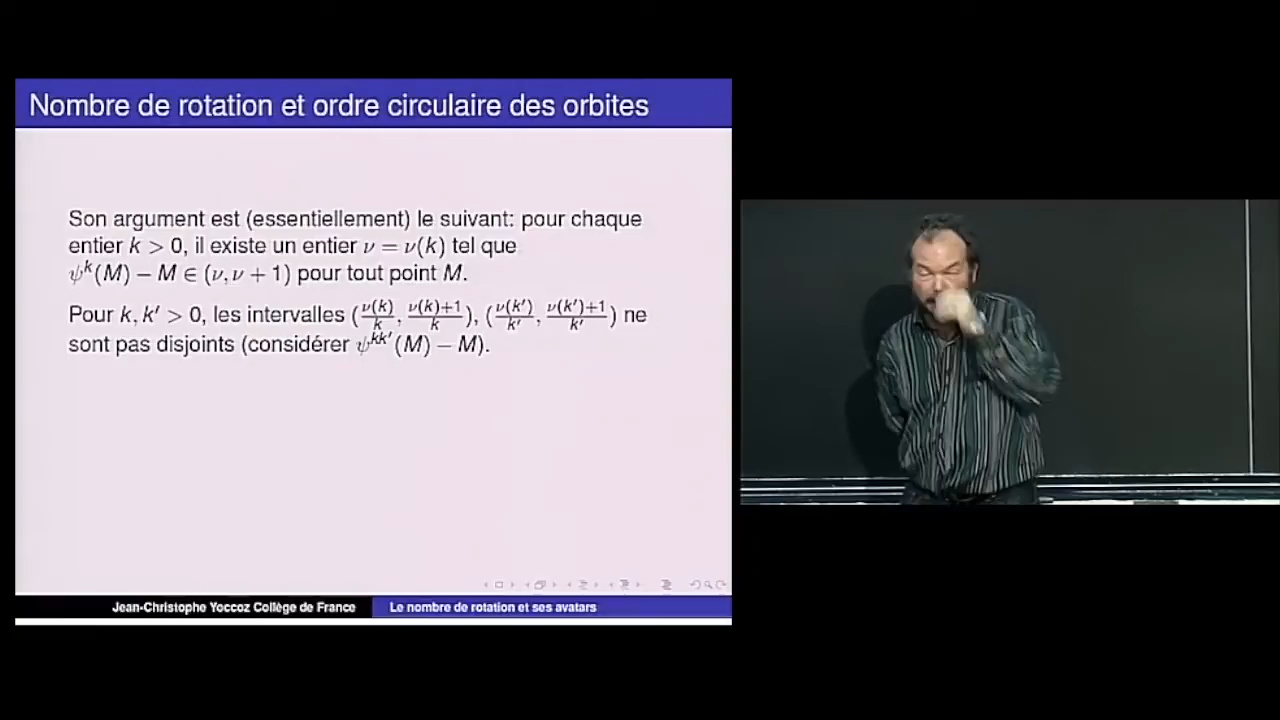 Nombre de rotation et ordre circulaire des orbites
Son argument est (essentiellement) le suivant: pour chaque
entier k > 0, il existe un entier ν = ν(k) tel que
ψ^k(M) − M ∈ (ν, ν + 1) pour tout point M.
Pour k, k′ > 0, les intervalles (ν(k)/k, ν(k)+1/k), (ν(k′)/k′, ν(k′)+1/k′) ne
sont pas disjoints (considérer ψ^kk′(M) − M).
Jean-Christophe Yoccoz Collège de France
Le nombre de rotation et ses avatars